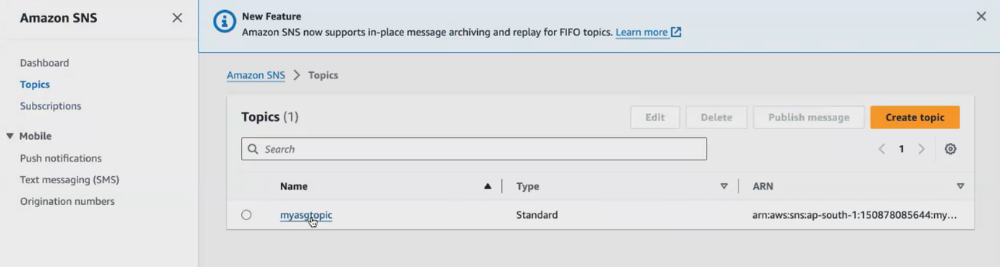 Amazon SNS
New Feature
Amazon SNS now supports in-place message archiving and replay for FIFO topics. Learn more
Dashboard
Topics
Subscriptions
Mobile
Push notifications
Text messaging (SMS)
Origination numbers
Amazon SNS > Topics
Topics (1)
Edit
Delete
Publish message
Create topic
Search
1
Name
Type
ARN
myasgtopic
Standard
arn:aws:sns:ap-south-1:150878085644:my...